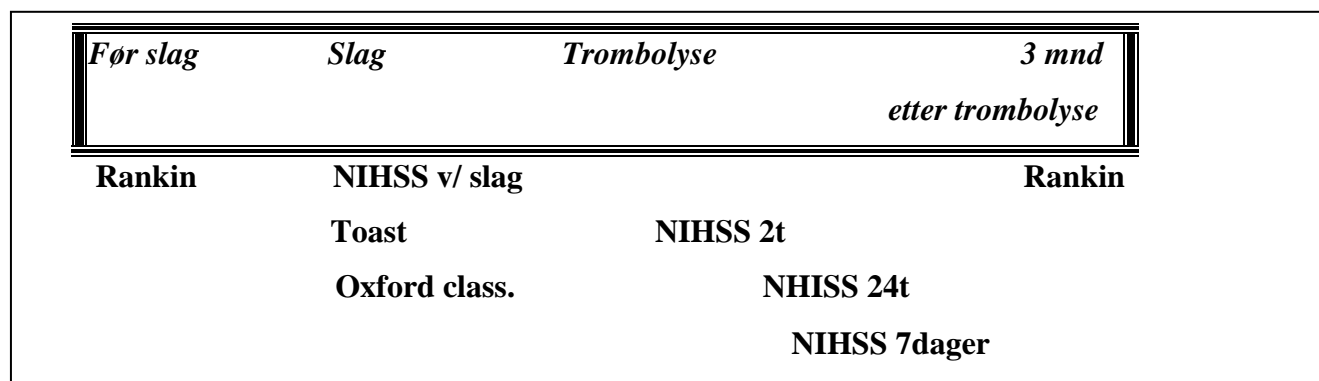 Før slag Slag Trombolyse 3 mnd
etter trombolyse
Rankin NIHSS v/ slag Rankin
Toast NIHSS 2t
Oxford class. NHISS 24t
NIHSS 7dager